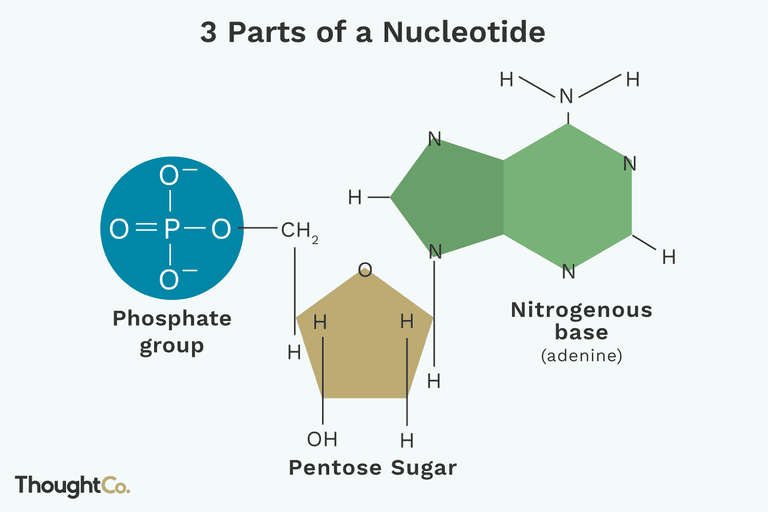 3 Parts of a Nucleotide
H H
N
O–
O=P–O
O–
CH2
N
N
H
N
N
H
O
H H
H
H
OH H
Phosphate
group
Nitrogenous
base
(adenine)
Pentose Sugar
ThoughtCo.